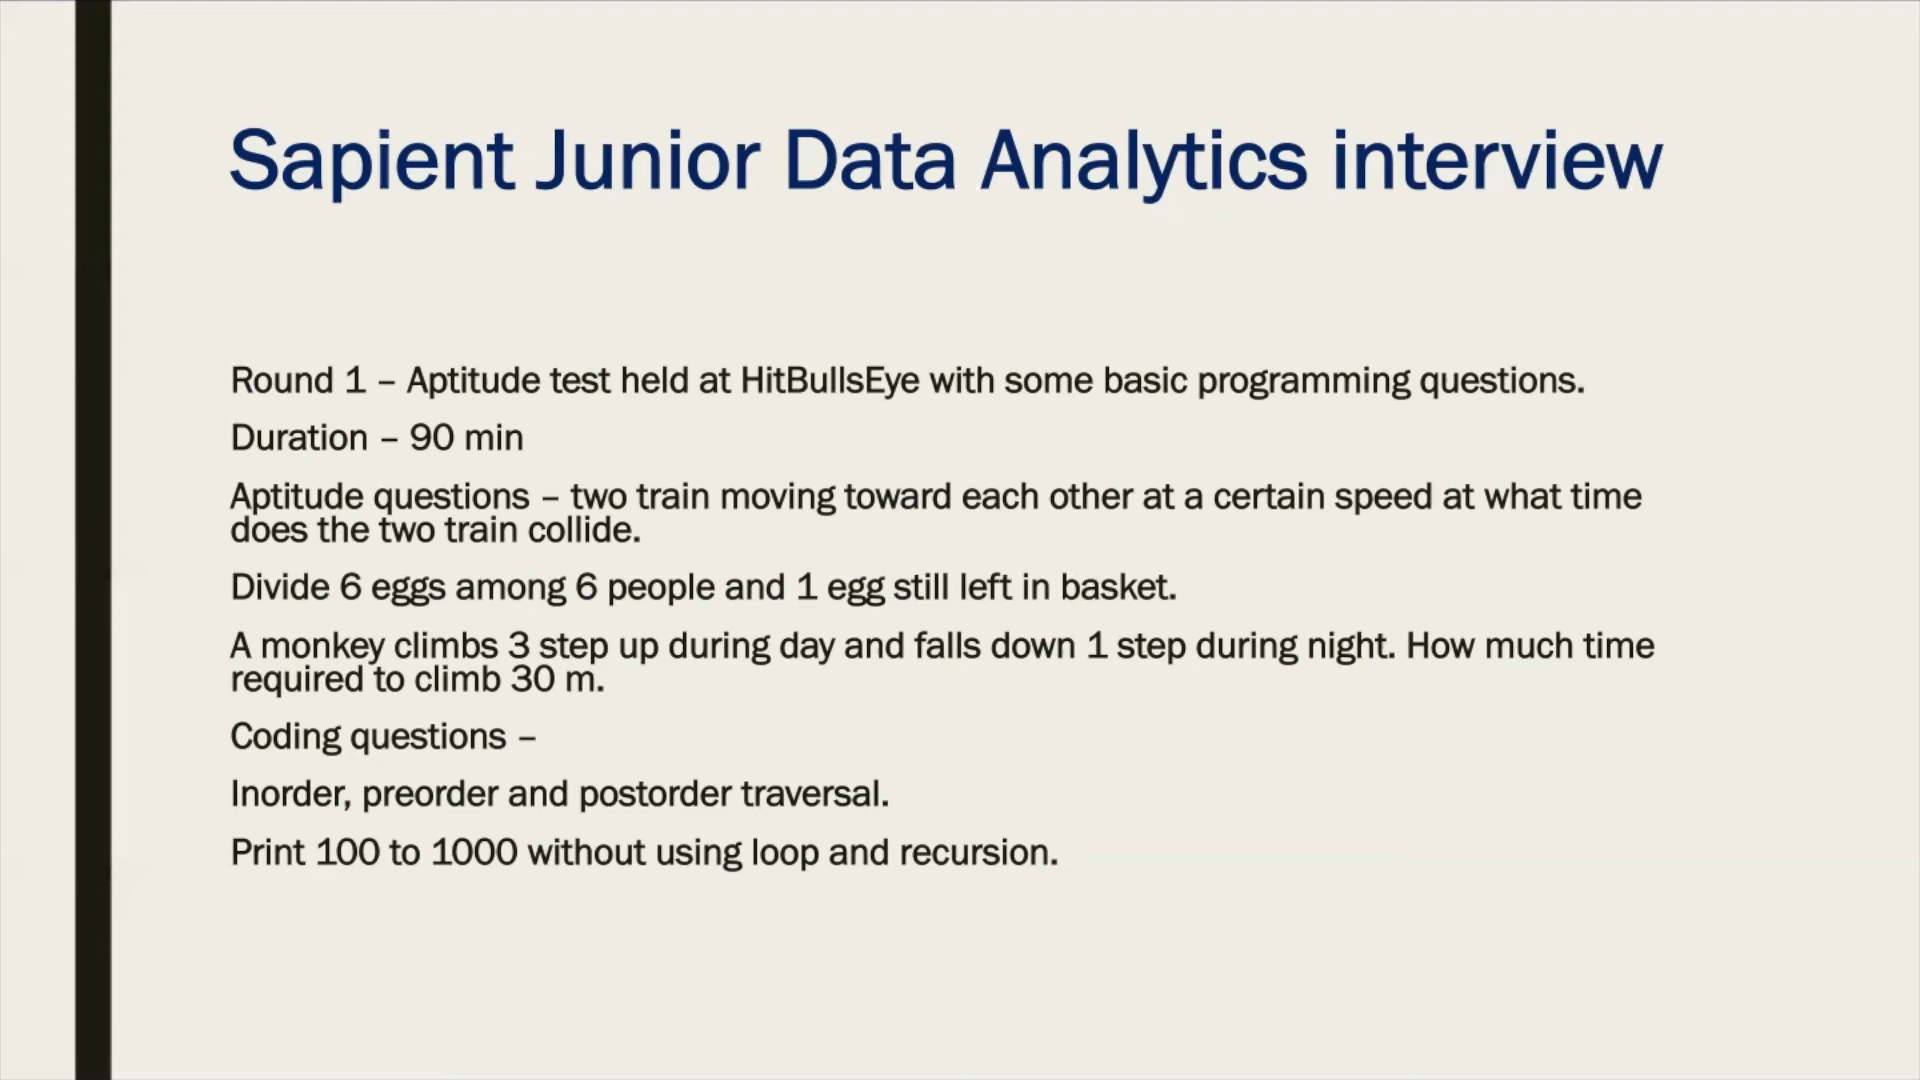 Sapient Junior Data Analytics interview
Round 1 – Aptitude test held at HitBullsEye with some basic programming questions.
Duration – 90 min
Aptitude questions – two train moving toward each other at a certain speed at what time
does the two train collide.
Divide 6 eggs among 6 people and 1 egg still left in basket.
A monkey climbs 3 step up during day and falls down 1 step during night. How much time
required to climb 30 m.
Coding questions –
Inorder, preorder and postorder traversal.
Print 100 to 1000 without using loop and recursion.